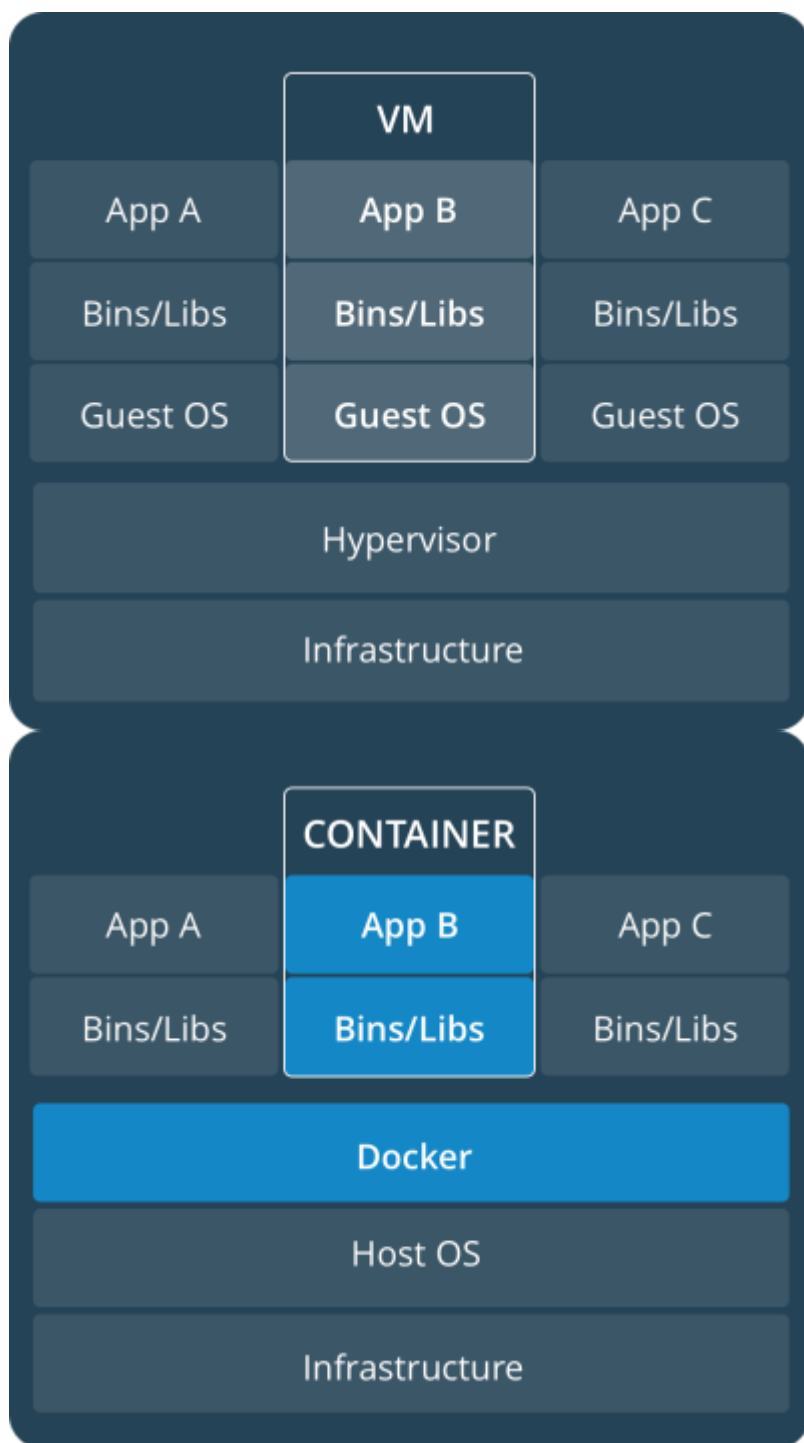 VM
App A App B App C
Bins/Libs Bins/Libs Bins/Libs
Guest OS Guest OS Guest OS
Hypervisor
Infrastructure
CONTAINER
App A App B App C
Bins/Libs Bins/Libs Bins/Libs
Docker
Host OS
Infrastructure